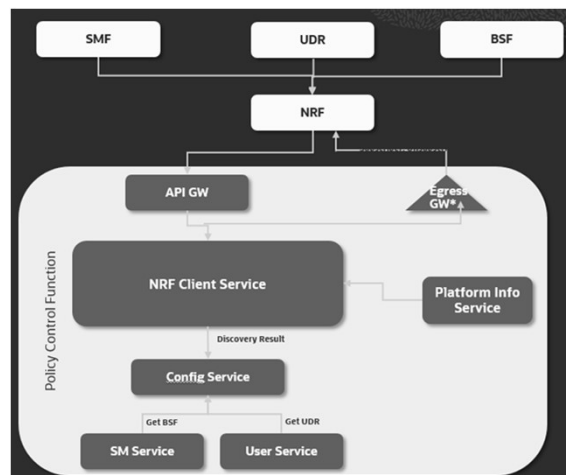 SMF
UDR
BSF
NRF
API GW
Egress
GW*
NRF Client Service
Platform Info
Service
Discovery Result
Config Service
Get BSF
Get UDR
SM Service
User Service
Policy Control Function